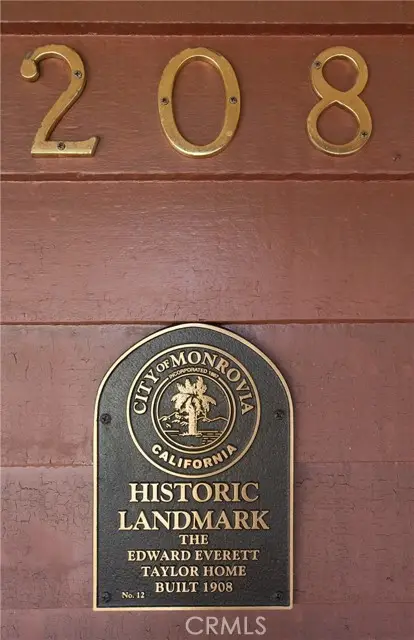 208
CITY OF MONROVIA
INCORPORATED 1887
CALIFORNIA
HISTORIC
LANDMARK
THE
EDWARD EVERETT
TAYLOR HOME
BUILT 1908
No. 12
CRMLS